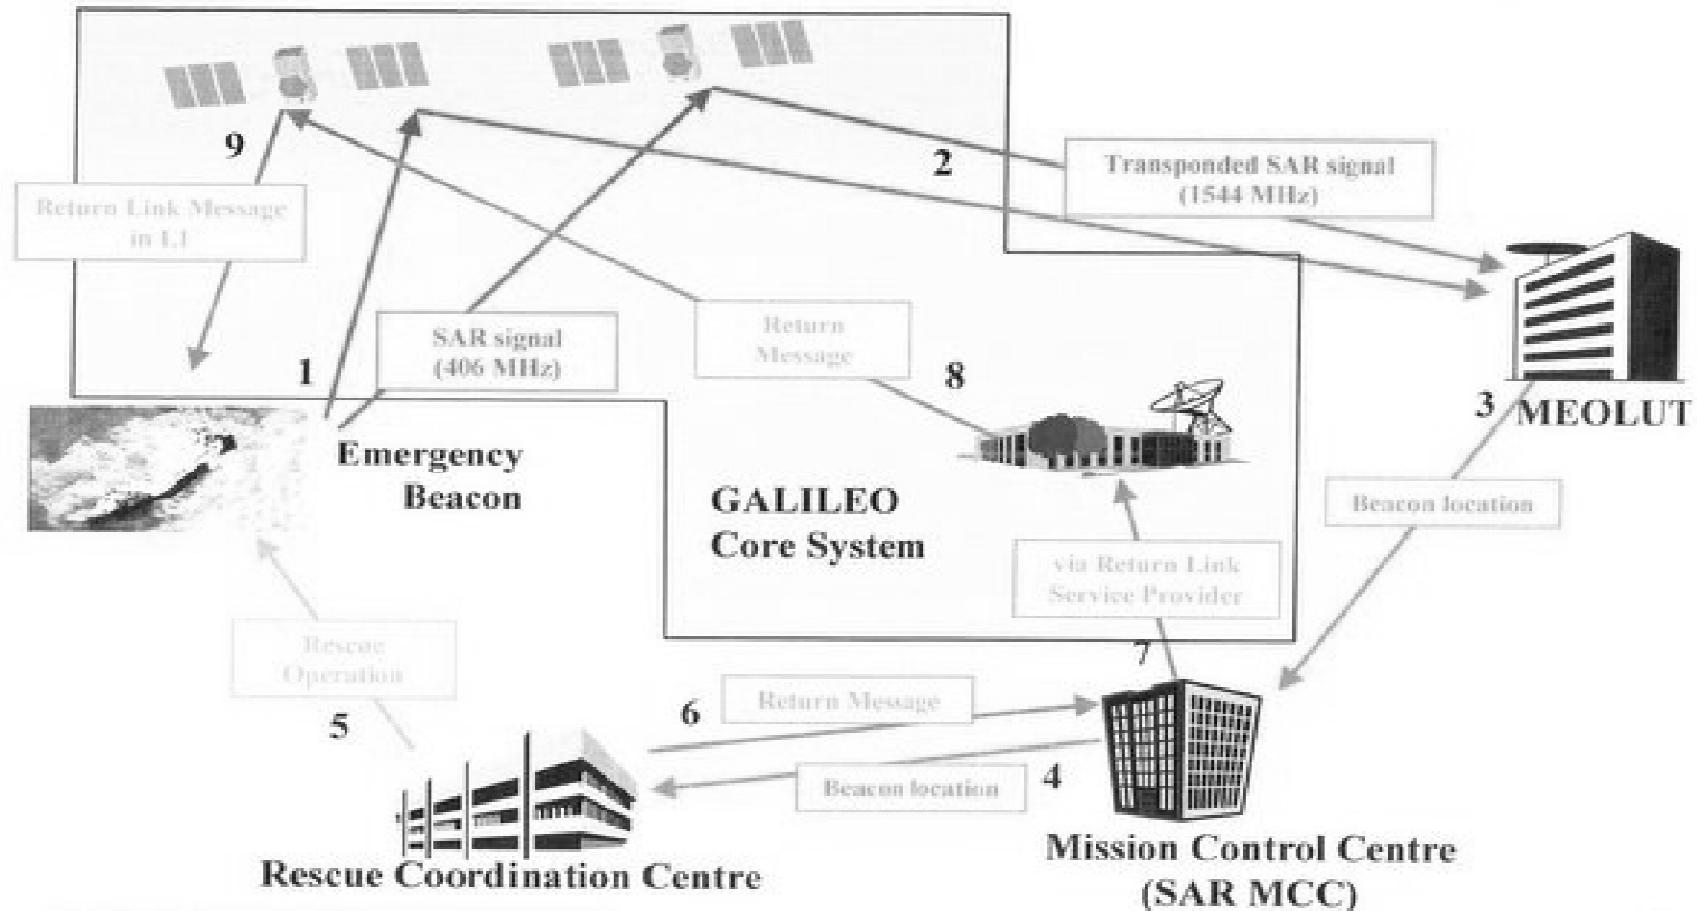 9
2
Transponded SAR signal
(1544 MHz)
Return Link Message
in L1
1
SAR signal
(406 MHz)
Return
Message
8
3
MEOLUT
Emergency
Beacon
GALILEO
Core System
Beacon location
via Return Link
Service Provider
Rescue
Operation
7
5
6
Return Message
4
Beacon location
Rescue Coordination Centre
Mission Control Centre
(SAR MCC)